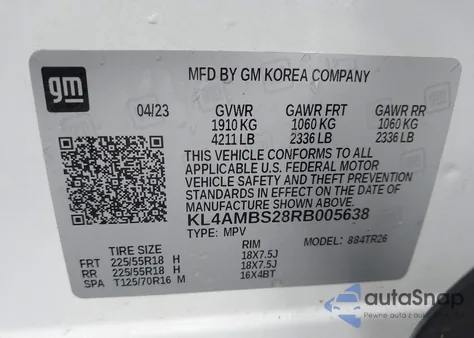 gm
MFD BY GM KOREA COMPANY
04/23 GVWR GAWR FRT GAWR RR
1910 KG 1060 KG 1060 KG
4211 LB 2336 LB 2336 LB
THIS VEHICLE CONFORMS TO ALL
APPLICABLE U.S. FEDERAL MOTOR
VEHICLE SAFETY AND THEFT PREVENTION
STANDARDS IN EFFECT ON THE DATE OF
MANUFACTURE SHOWN ABOVE.
KL4AMBS28RB005638
TYPE: MPV MODEL: 884TR26
TIRE SIZE RIM
FRT 225/55R18 H 18X7.5J
RR 225/55R18 H 18X7.5J
SPA T125/70R16 M 16X4BT
autaSnap
Pewne auta z dostawą